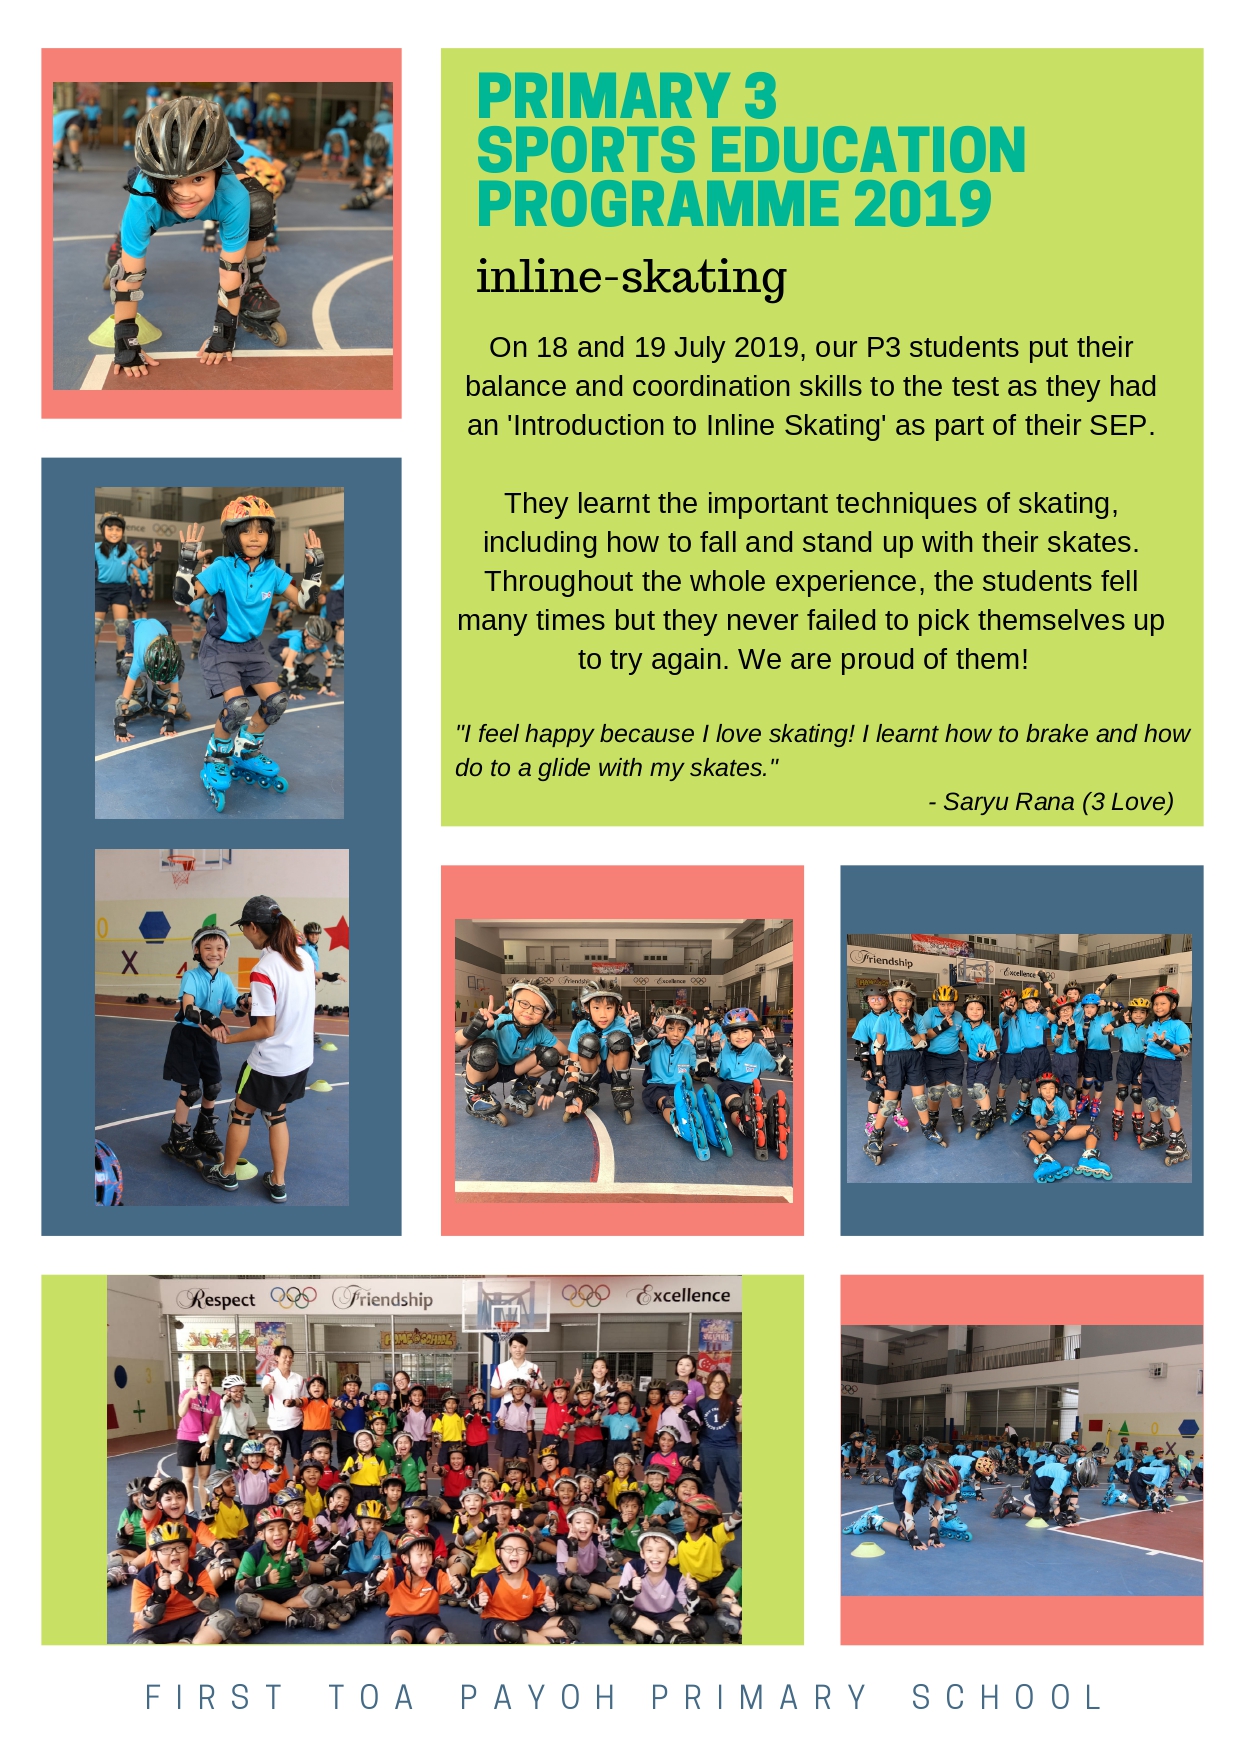 PRIMARY 3
SPORTS EDUCATION
PROGRAMME 2019
inline-skating
On 18 and 19 July 2019, our P3 students put their
balance and coordination skills to the test as they had
an 'Introduction to Inline Skating' as part of their SEP.
They learnt the important techniques of skating,
including how to fall and stand up with their skates.
Throughout the whole experience, the students fell
many times but they never failed to pick themselves up
to try again. We are proud of them!
"I feel happy because I love skating! I learnt how to brake and how
do to a glide with my skates."
- Saryu Rana (3 Love)
Friendship Excellence
Friendship Excellence
Respect Friendship Excellence
FIRST TOA PAYOH PRIMARY SCHOOL